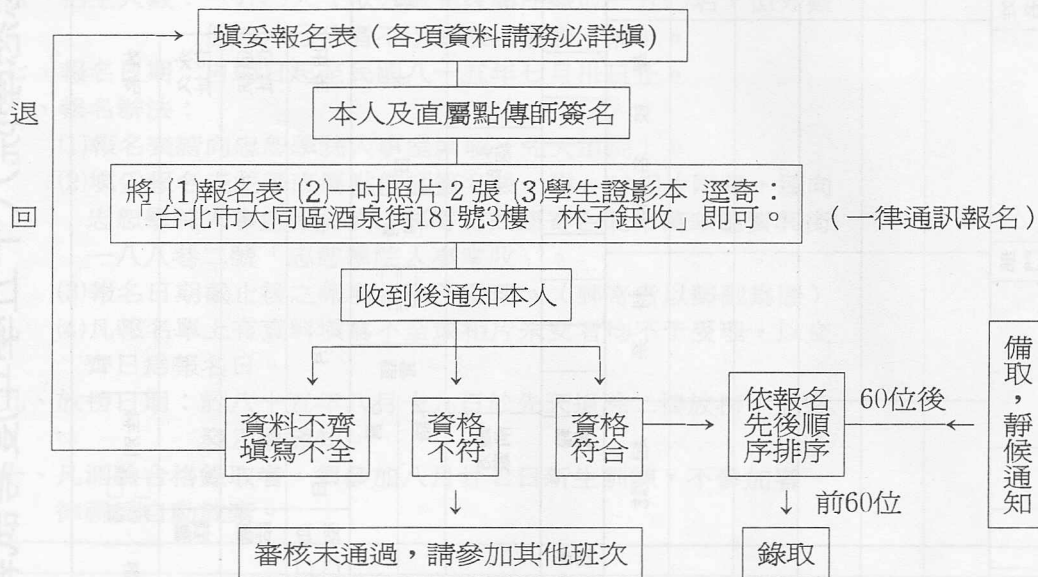 填妥報名表（各項資料請務必詳填）
退
回
本人及直屬點傳師簽名
將 (1)報名表 (2)一吋照片 2 張 (3)學生證影本 逕寄：
「台北市大同區酒泉街181號3樓　林子鈺收」即可。
（一律通訊報名）
收到後通知本人
資料不齊
填寫不全
資格
不符
資格
符合
依報名
先後順
序排序
60位後
備取，靜候通知
前60位
審核未通過，請參加其他班次
錄取